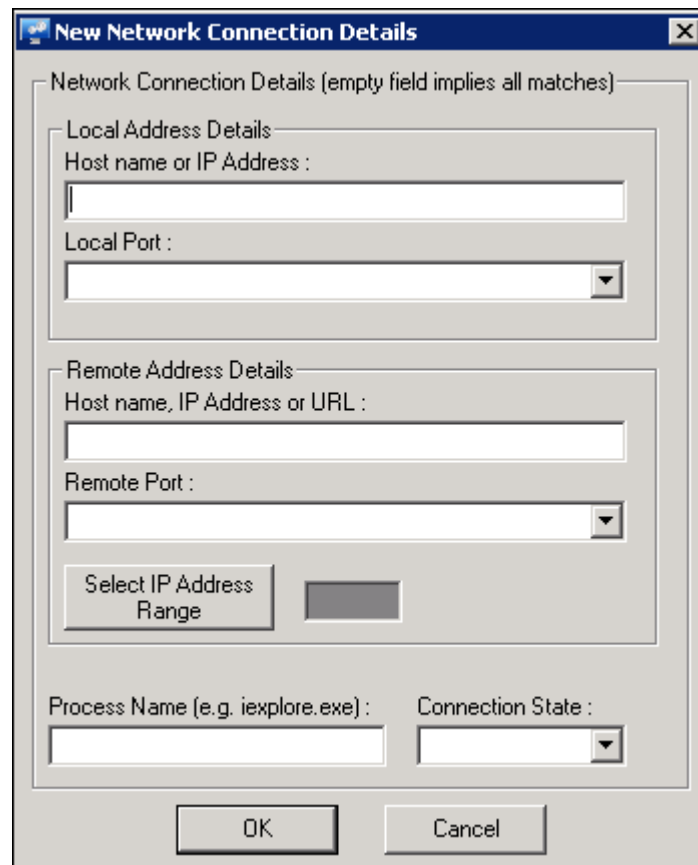 New Network Connection Details
Network Connection Details (empty field implies all matches)
Local Address Details
Host name or IP Address :
Local Port :
Remote Address Details
Host name, IP Address or URL :
Remote Port :
Select IP Address
Range
Process Name (e.g. iexplore.exe) :
Connection State :
OK
Cancel